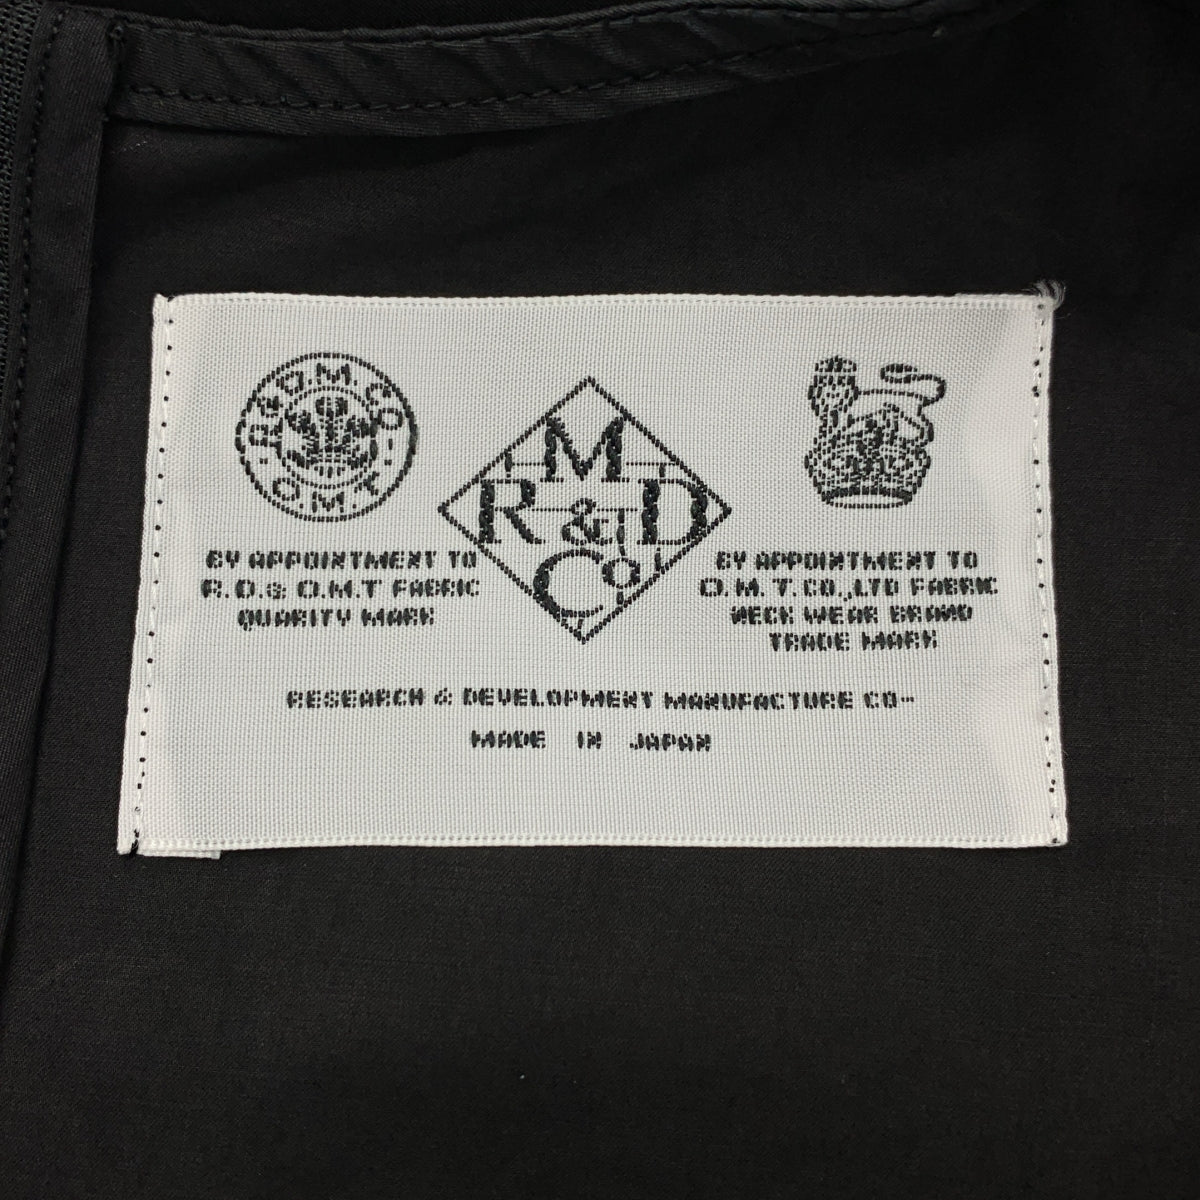 R&O.M.CO-
O.M.T.
M
R&D
Co
BY APPOINTMENT TO
R.D.& O.M.T FABRIC
QUARITY MARK
BY APPOINTMENT TO
O.M.T.CO.,LTD FABRIC
NECK WEAR BRAND
TRADE MARK
RESEARCH & DEVELOPMENT MANUFACTURE CO…
MADE IN JAPAN